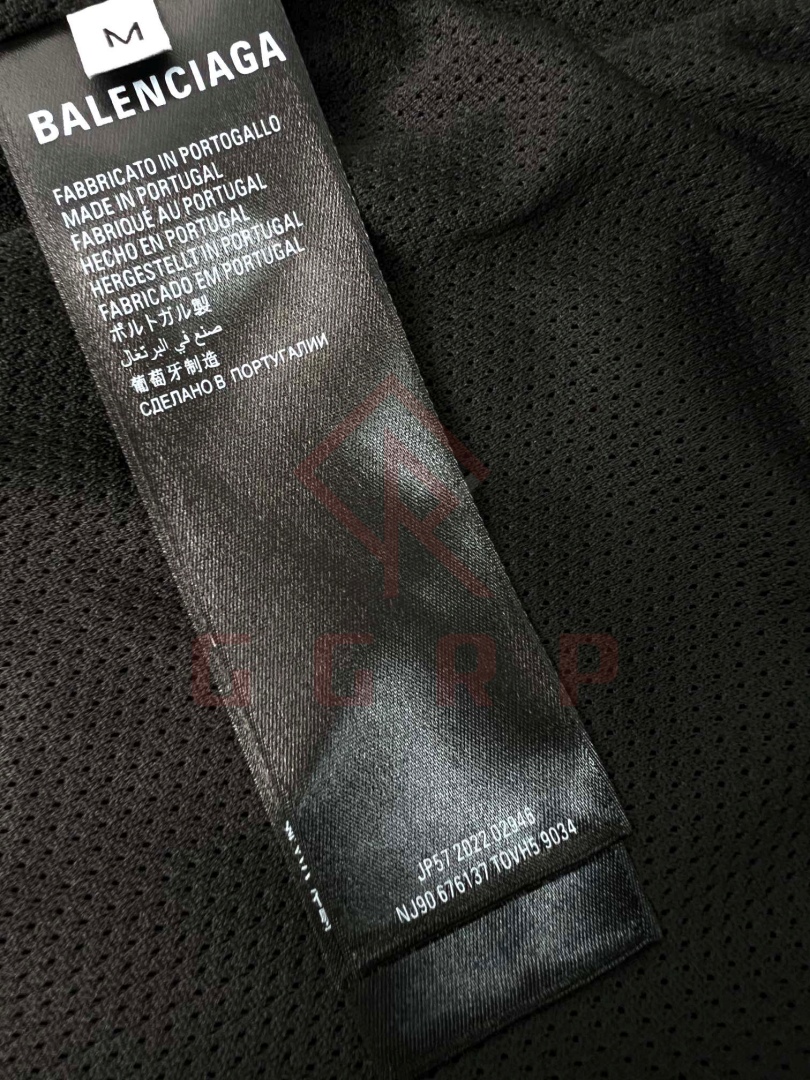 M
BALENCIAGA
FABBRICATO IN PORTOGALLO
MADE IN PORTUGAL
FABRIQUÉ AU PORTUGAL
HECHO EN PORTUGAL
HERGESTELLT IN PORTUGAL
FABRICADO EM PORTUGAL
ポルトガル製
صنع في البرتغال
葡萄牙制造
СДЕЛАНО В ПОРТУГАЛИИ
GGRP
JP57 2022 02946
NJ90 676137 TOVH5 9034